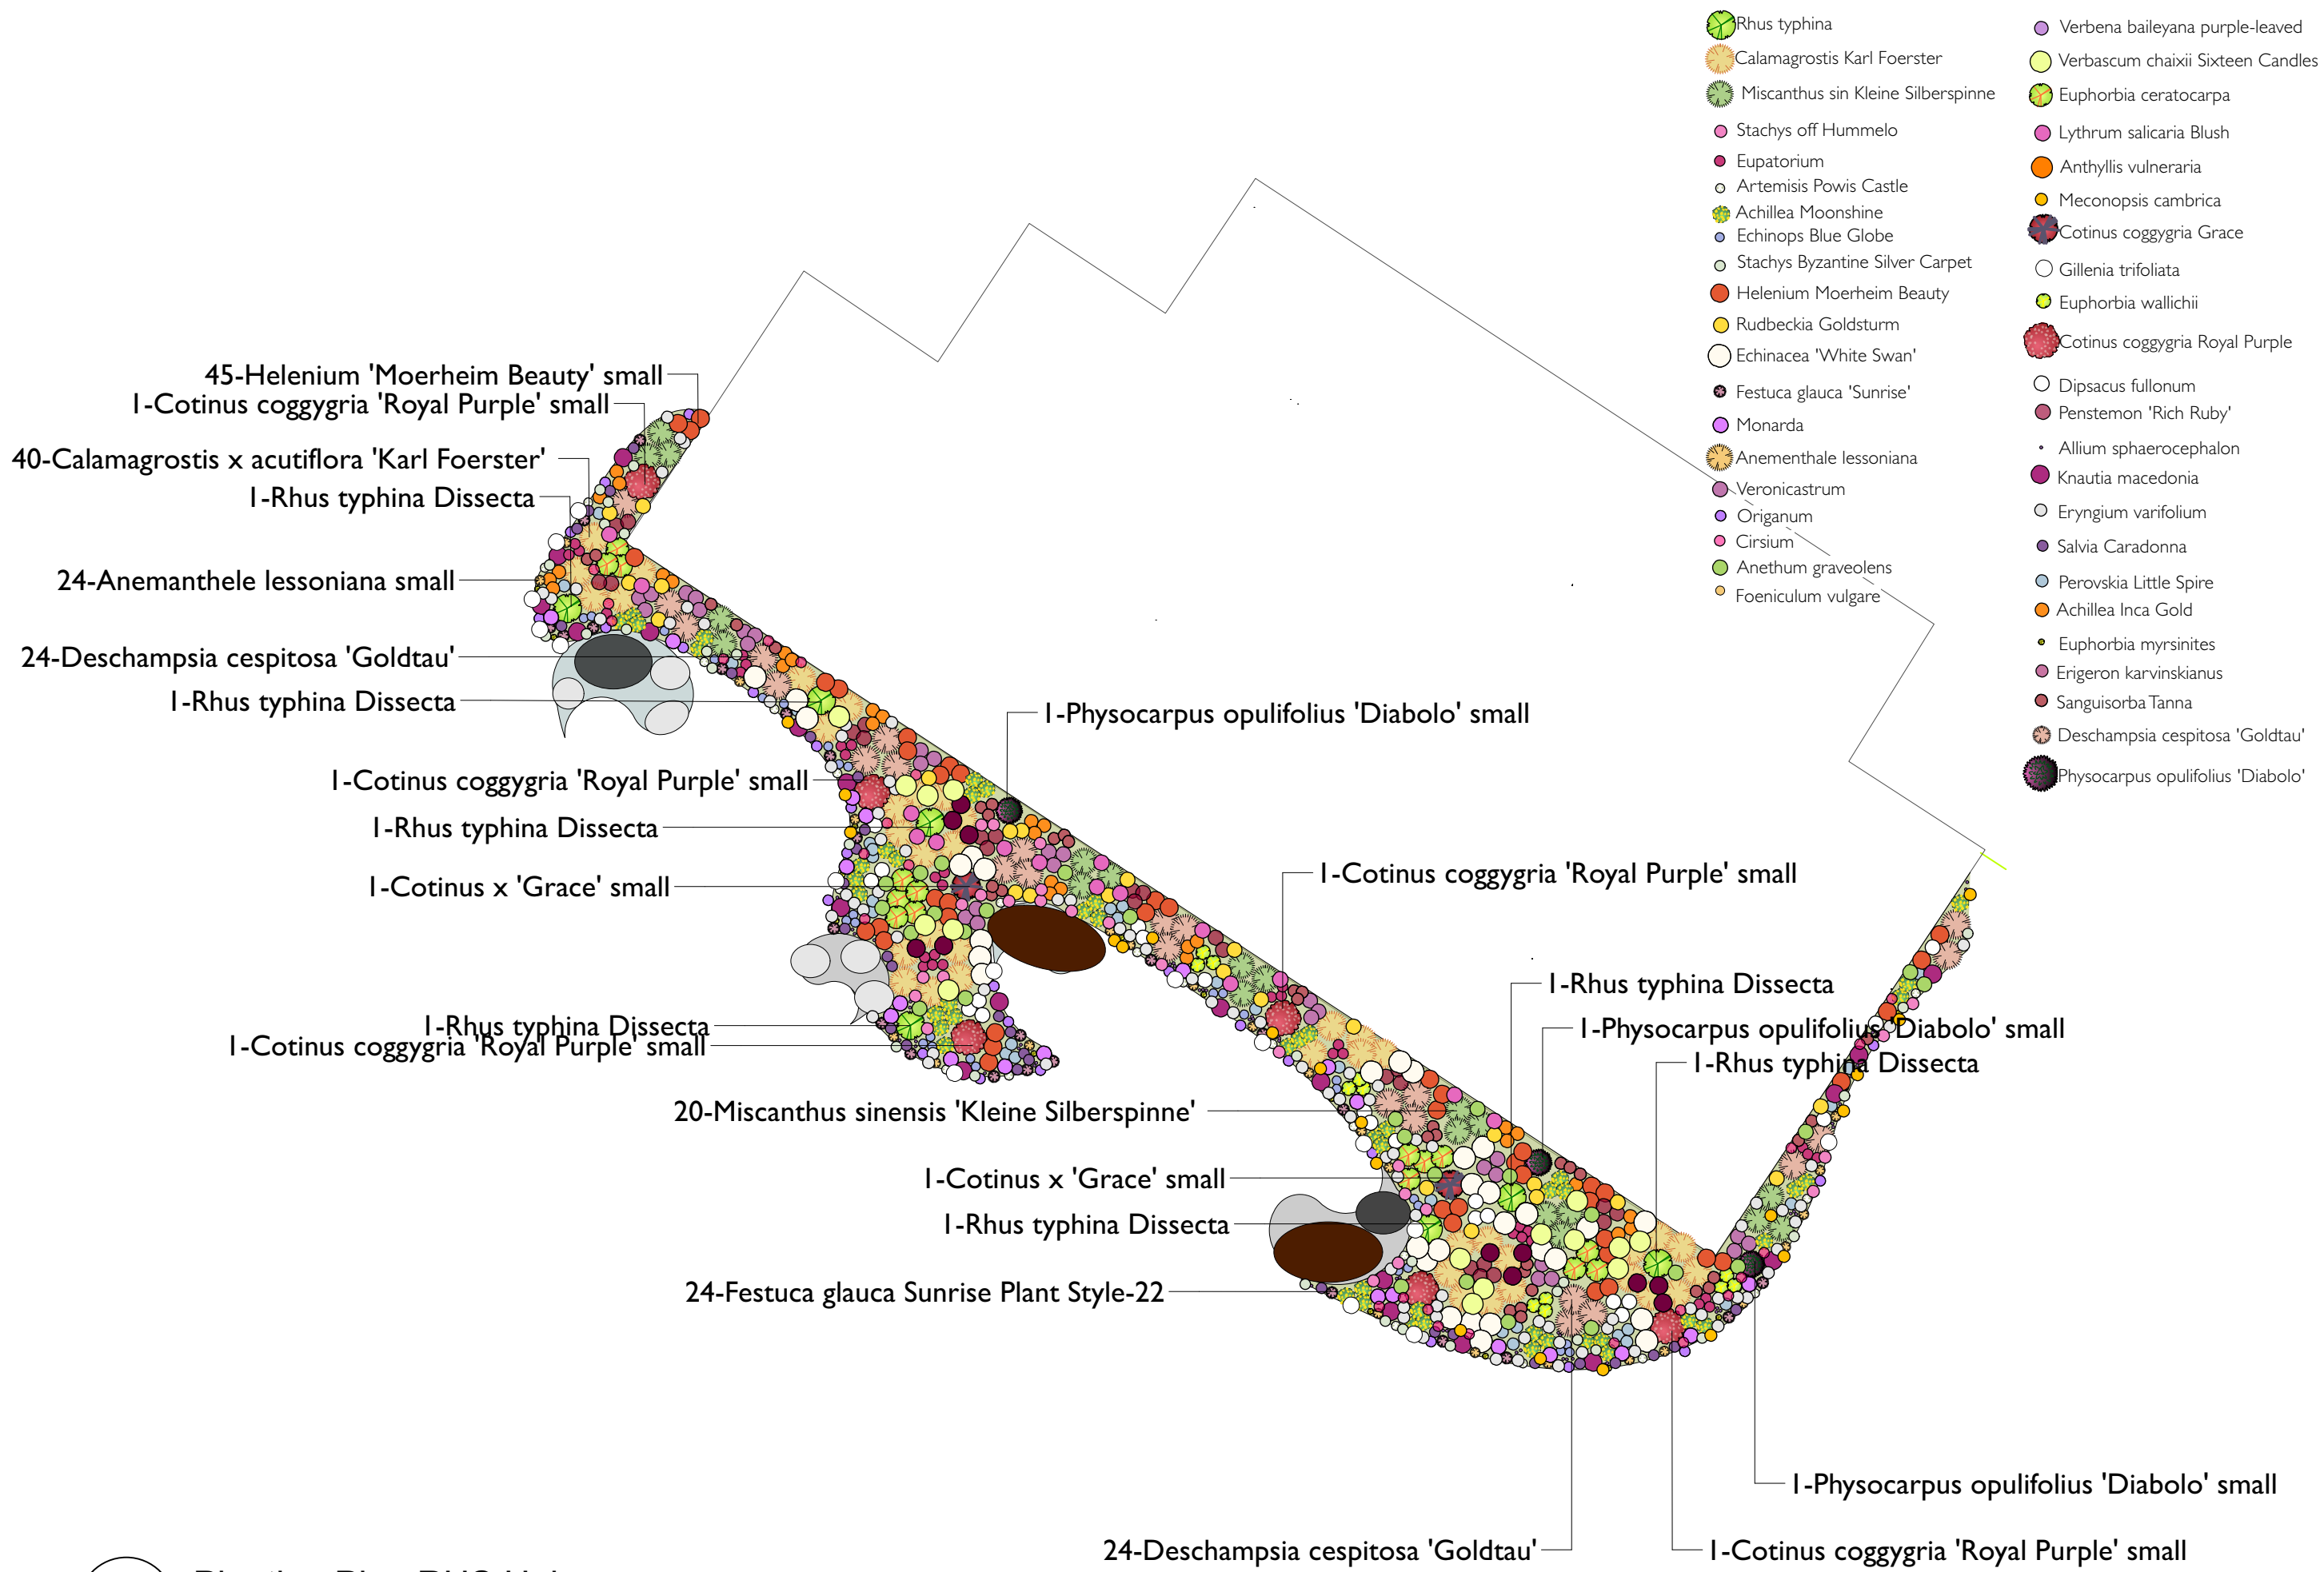 Rhus typhina
Calamagrostis Karl Foerster
Miscanthus sin Kleine Silberspinne
Stachys off Hummelo
Eupatorium
Artemisis Powis Castle
Achillea Moonshine
Echinops Blue Globe
Stachys Byzantine Silver Carpet
Helenium Moerheim Beauty
Rudbeckia Goldsturm
Echinacea 'White Swan'
Festuca glauca 'Sunrise'
Monarda
Anementhale lessoniana
Veronicastrum
Origanum
Cirsium
Anethum graveolens
Foeniculum vulgare
Verbena baileyana purple-leaved
Verbascum chaixii Sixteen Candles
Euphorbia ceratocarpa
Lythrum salicaria Blush
Anthyllis vulneraria
Meconopsis cambrica
Cotinus coggygria Grace
Gillenia trifoliata
Euphorbia wallichii
Cotinus coggygria Royal Purple
Dipsacus fullonum
Penstemon 'Rich Ruby'
Allium sphaerocephalon
Knautia macedonia
Eryngium varifolium
Salvia Caradonna
Perovskia Little Spire
Achillea Inca Gold
Euphorbia myrsinites
Erigeron karvinskianus
Sanguisorba Tanna
Deschampsia cespitosa 'Goldtau'
Physocarpus opulifolius 'Diabolo'
45-Helenium 'Moerheim Beauty' small
1-Cotinus coggygria 'Royal Purple' small
40-Calamagrostis x acutiflora 'Karl Foerster'
1-Rhus typhina Dissecta
24-Anemanthele lessoniana small
24-Deschampsia cespitosa 'Goldtau'
1-Rhus typhina Dissecta
1-Physocarpus opulifolius 'Diabolo' small
1-Cotinus coggygria 'Royal Purple' small
1-Rhus typhina Dissecta
1-Cotinus x 'Grace' small
1-Cotinus coggygria 'Royal Purple' small
1-Rhus typhina Dissecta
1-Rhus typhina Dissecta
1-Cotinus coggygria 'Royal Purple' small
1-Physocarpus opulifolius 'Diabolo' small
1-Rhus typhina Dissecta
20-Miscanthus sinensis 'Kleine Silberspinne'
1-Cotinus x 'Grace' small
1-Rhus typhina Dissecta
24-Festuca glauca Sunrise Plant Style-22
1-Physocarpus opulifolius 'Diabolo' small
24-Deschampsia cespitosa 'Goldtau'
1-Cotinus coggygria 'Royal Purple' small